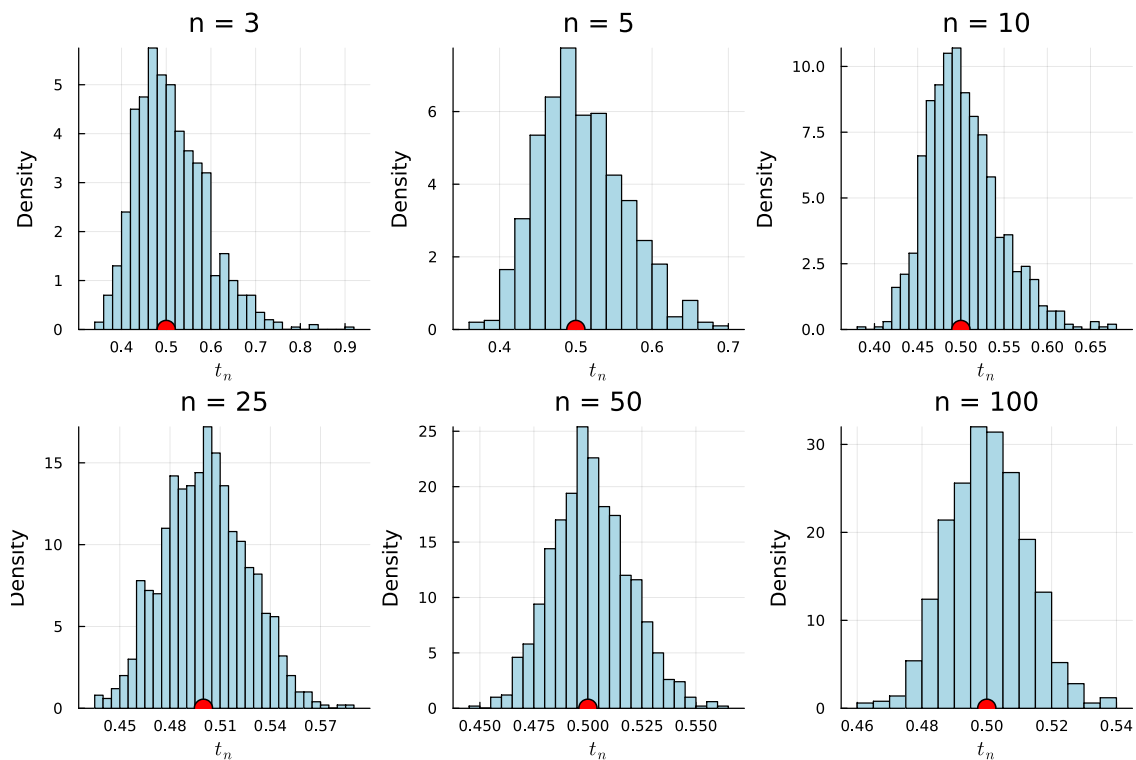 n = 3
Density
5
4
3
2
1
0
0.4 0.5 0.6 0.7 0.8 0.9
t_n
n = 5
Density
6
4
2
0
0.4 0.5 0.6 0.7
t_n
n = 10
Density
10.0
7.5
5.0
2.5
0.0
0.40 0.45 0.50 0.55 0.60 0.65
t_n
n = 25
Density
15
10
5
0
0.45 0.48 0.51 0.54 0.57
t_n
n = 50
Density
25
20
15
10
5
0
0.450 0.475 0.500 0.525 0.550
t_n
n = 100
Density
30
20
10
0
0.46 0.48 0.50 0.52 0.54
t_n